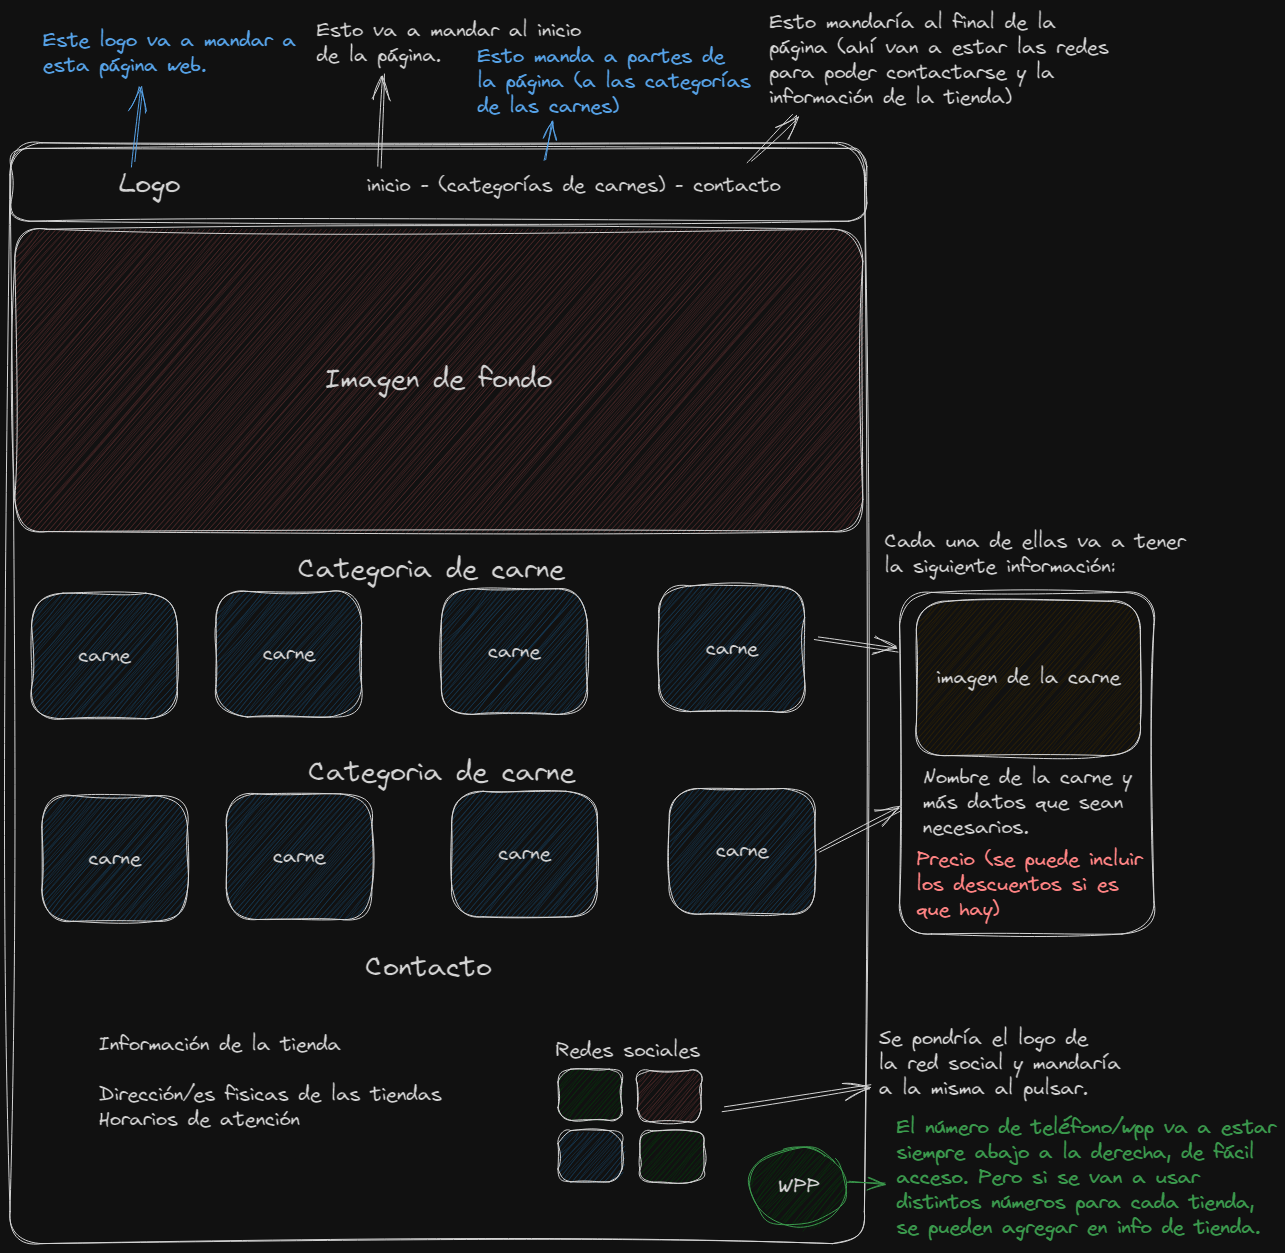 Este logo va a mandar a
esta página web.
Esto va a mandar al inicio
de la página.
Esto manda a partes de
la página (a las categorías
de las carnes)
Esto mandaría al final de la
página (ahí van a estar las redes
para poder contactarse y la
información de la tienda)
Logo
inicio - (categorías de carnes) - contacto
Imagen de fondo
Categoria de carne
carne
carne
carne
carne
Cada una de ellas va a tener
la siguiente información:
imagen de la carne
Nombre de la carne y
más datos que sean
necesarios.
Precio (se puede incluir
los descuentos si es
que hay)
Categoria de carne
carne
carne
carne
carne
Contacto
Información de la tienda
Dirección/es fisicas de las tiendas
Horarios de atención
Redes sociales
Se pondría el logo de
la red social y mandaría
a la misma al pulsar.
WPP
El número de teléfono/wpp va a estar
siempre abajo a la derecha, de fácil
acceso. Pero si se van a usar
distintos números para cada tienda,
se pueden agregar en info de tienda.